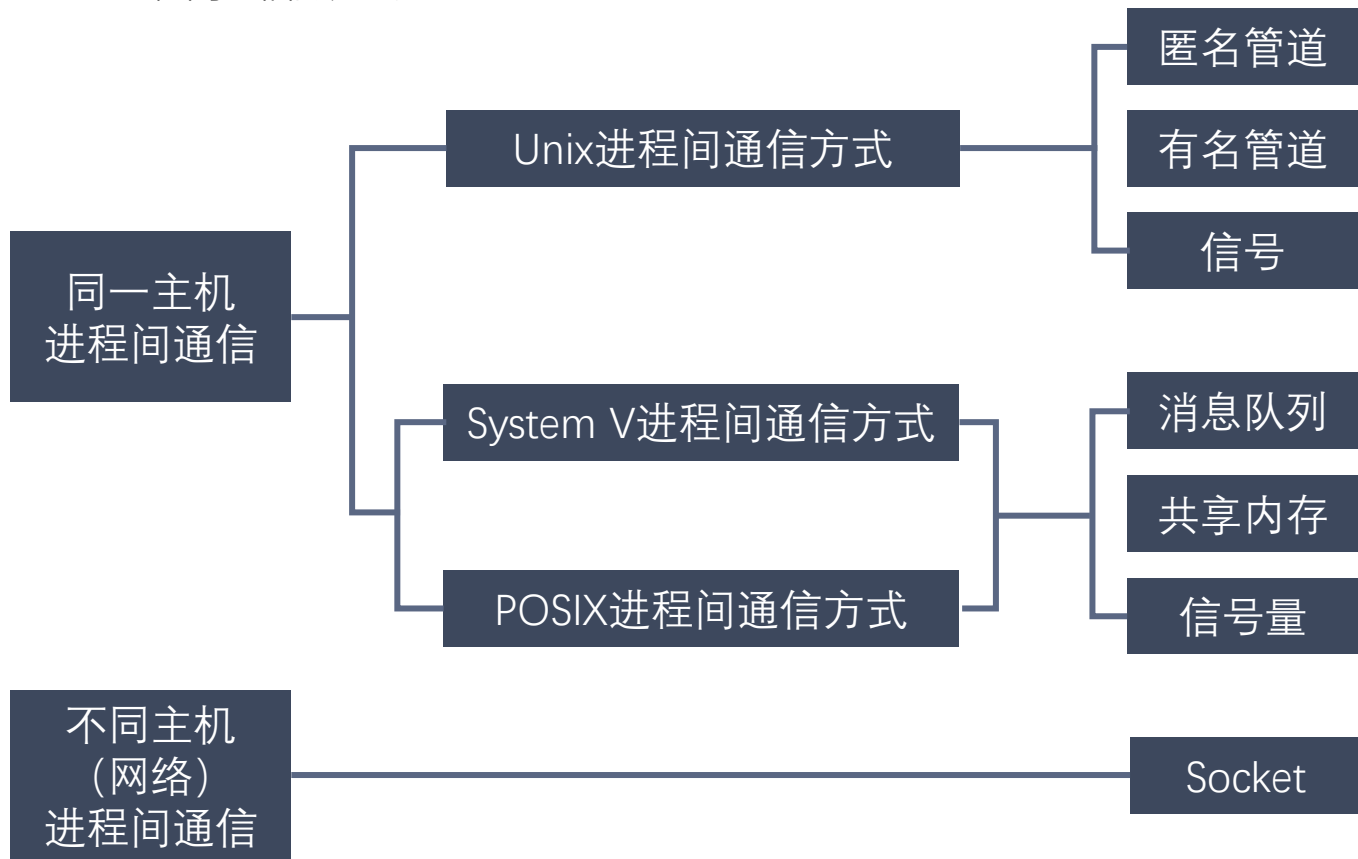 匿名管道
Unix进程间通信方式
有名管道
信号
同一主机
进程间通信
System V进程间通信方式
消息队列
共享内存
POSIX进程间通信方式
信号量
不同主机
（网络）
进程间通信
Socket